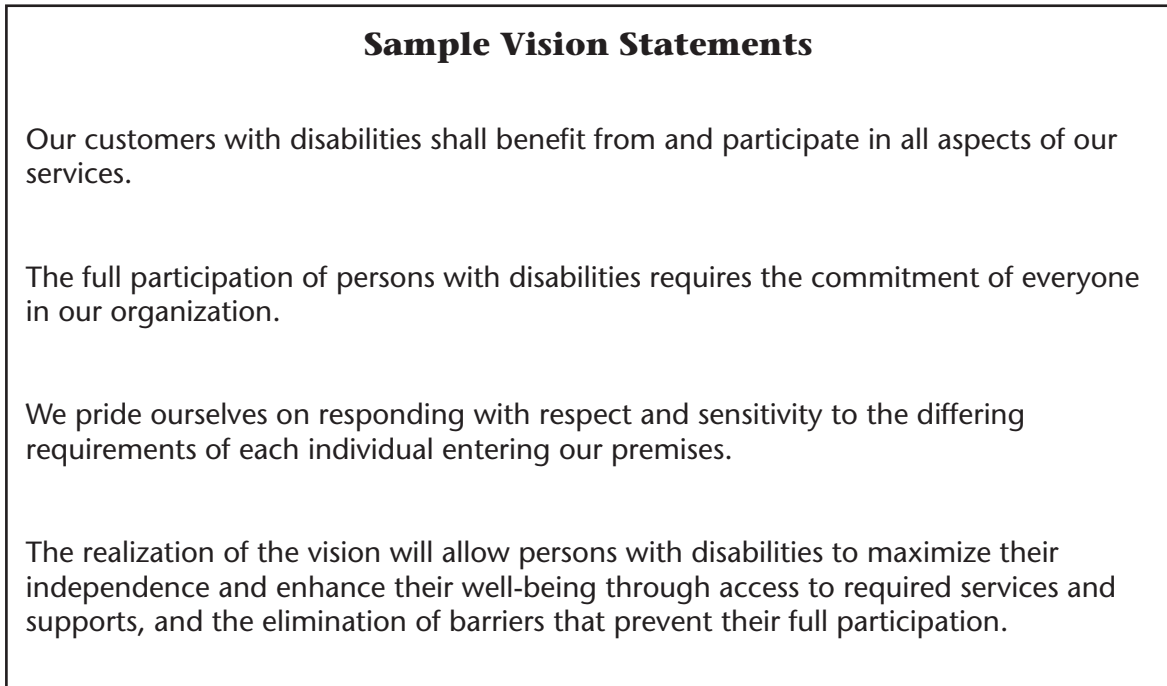 Sample Vision Statements
Our customers with disabilities shall benefit from and participate in all aspects of our
services.
The full participation of persons with disabilities requires the commitment of everyone
in our organization.
We pride ourselves on responding with respect and sensitivity to the differing
requirements of each individual entering our premises.
The realization of the vision will allow persons with disabilities to maximize their
independence and enhance their well-being through access to required services and
supports, and the elimination of barriers that prevent their full participation.